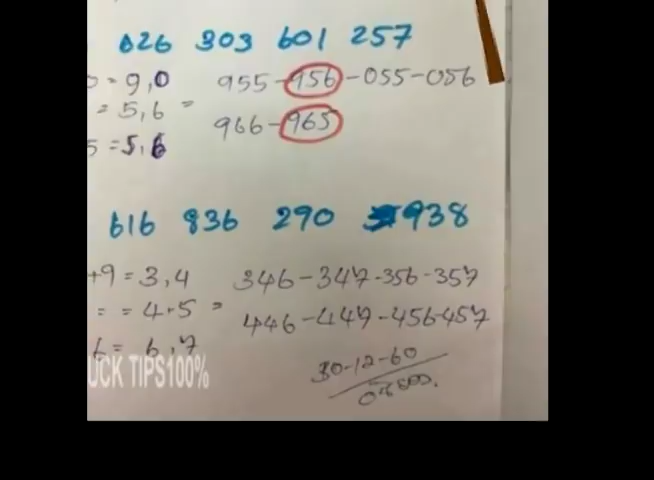 026 303 601 257
0 = 9,0 955-956-055-056
= 5,6 =
966-965
5 = 5,6
616 836 290 938
+9 = 3,4 346-347-356-357
= = 4,5 = 446-447-456-457
6 = 6,7
30-12-60
UCK TIPS100%